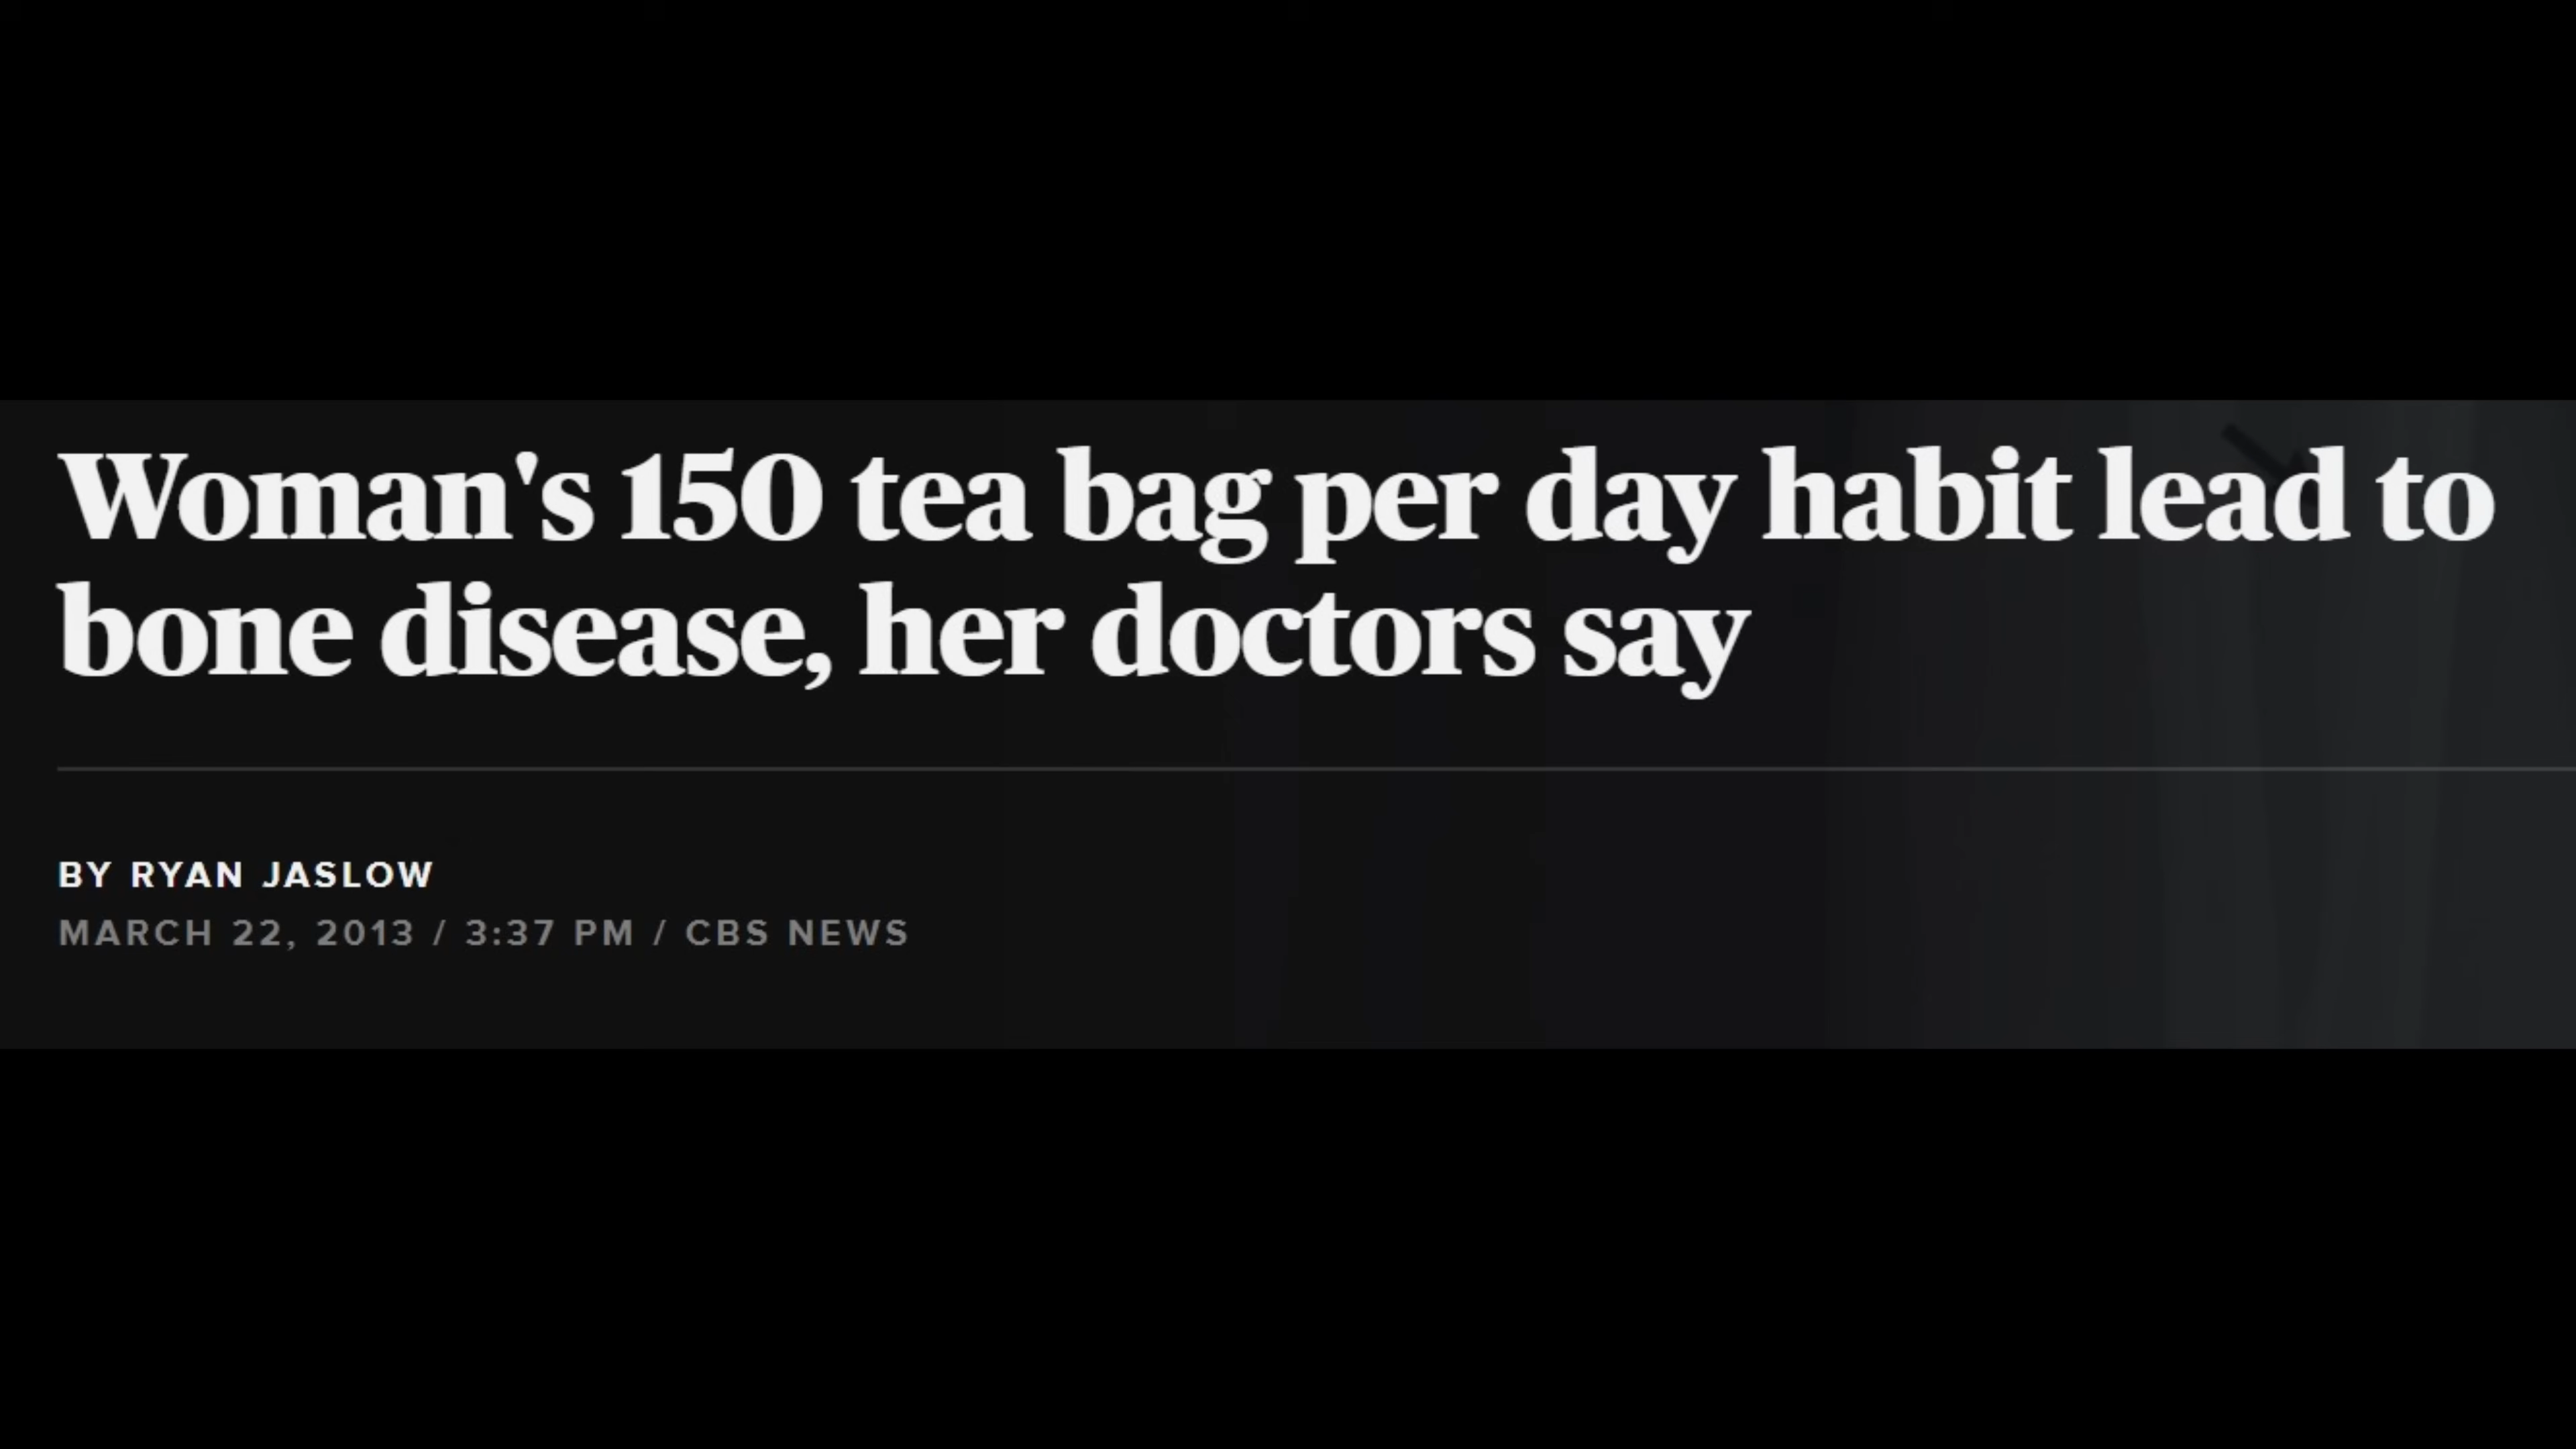 Woman's 150 tea bag per day habit lead to
bone disease, her doctors say
BY RYAN JASLOW
MARCH 22, 2013 / 3:37 PM / CBS NEWS